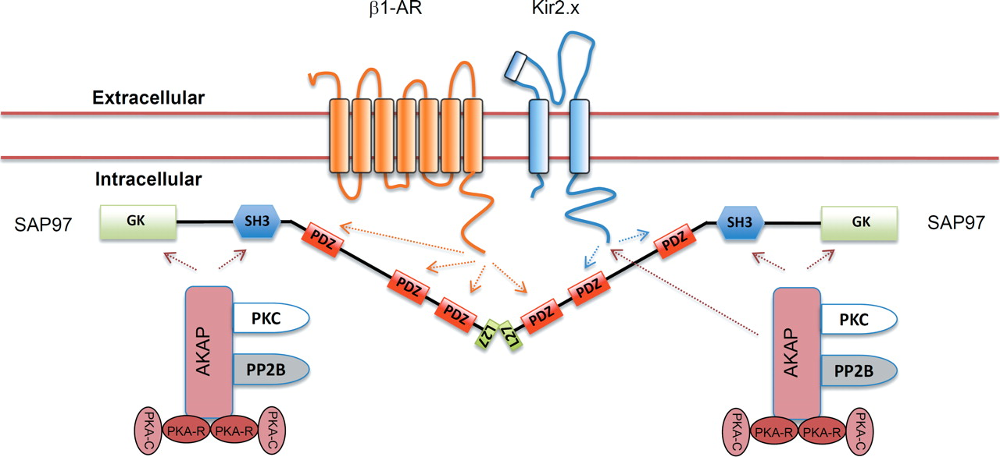 β1-AR
Kir2.x
Extracellular
Intracellular
SAP97
GK
SH3
PDZ
PDZ
PDZ
L27
L27
PDZ
PDZ
PDZ
SH3
GK
SAP97
AKAP
PKC
PP2B
PKA-C
PKA-R
PKA-R
PKA-C
AKAP
PKC
PP2B
PKA-C
PKA-R
PKA-R
PKA-C